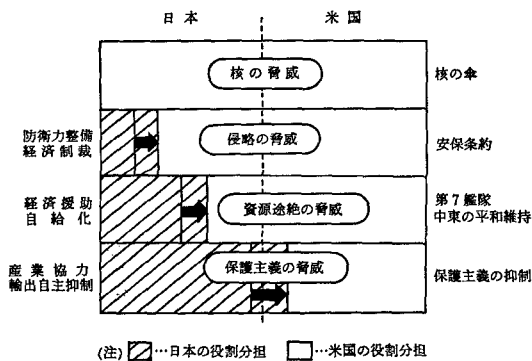 日本
米国
核の脅威
核の傘
防衛力整備
経済制裁
侵略の脅威
安保条約
経済援助
自給化
資源途絶の脅威
第7艦隊
中東の平和維持
産業協力
輸出自主抑制
保護主義の脅威
保護主義の抑制
(注) …日本の役割分担 …米国の役割分担